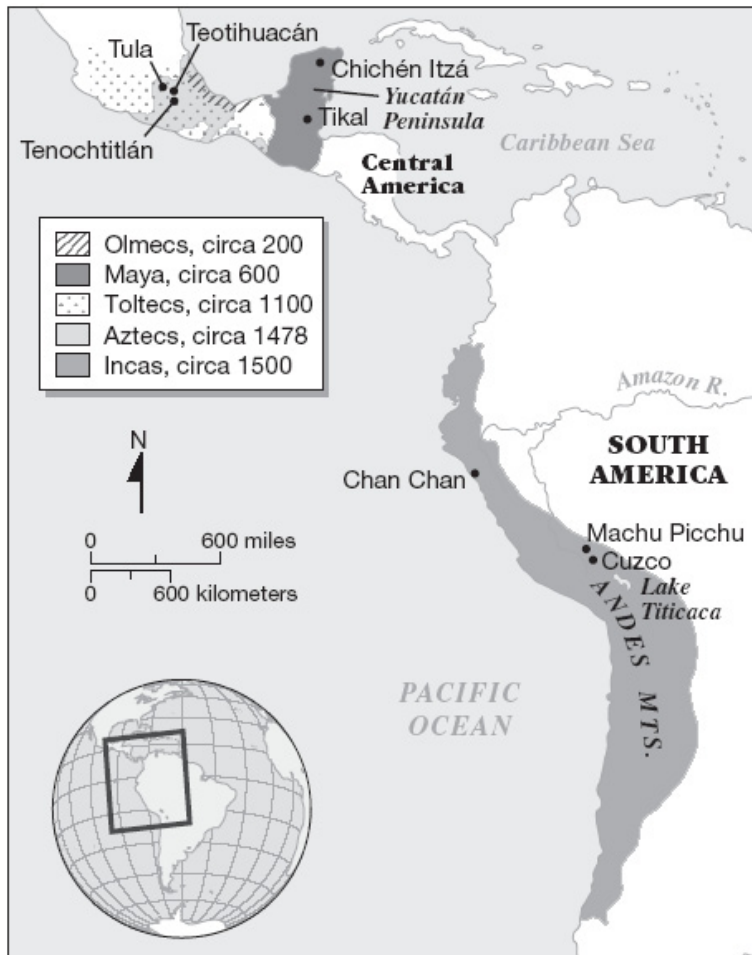 Teotihuacán
Tula
Chichén Itzá
Yucatán
Peninsula
Tikal
Tenochtitlán
Central
America
Caribbean Sea
Olmecs, circa 200
Maya, circa 600
Toltecs, circa 1100
Aztecs, circa 1478
Incas, circa 1500
Amazon R.
N
SOUTH
AMERICA
Chan Chan
0 600 miles
0 600 kilometers
Machu Picchu
Cuzco
Lake
Titicaca
ANDES MTS.
PACIFIC
OCEAN